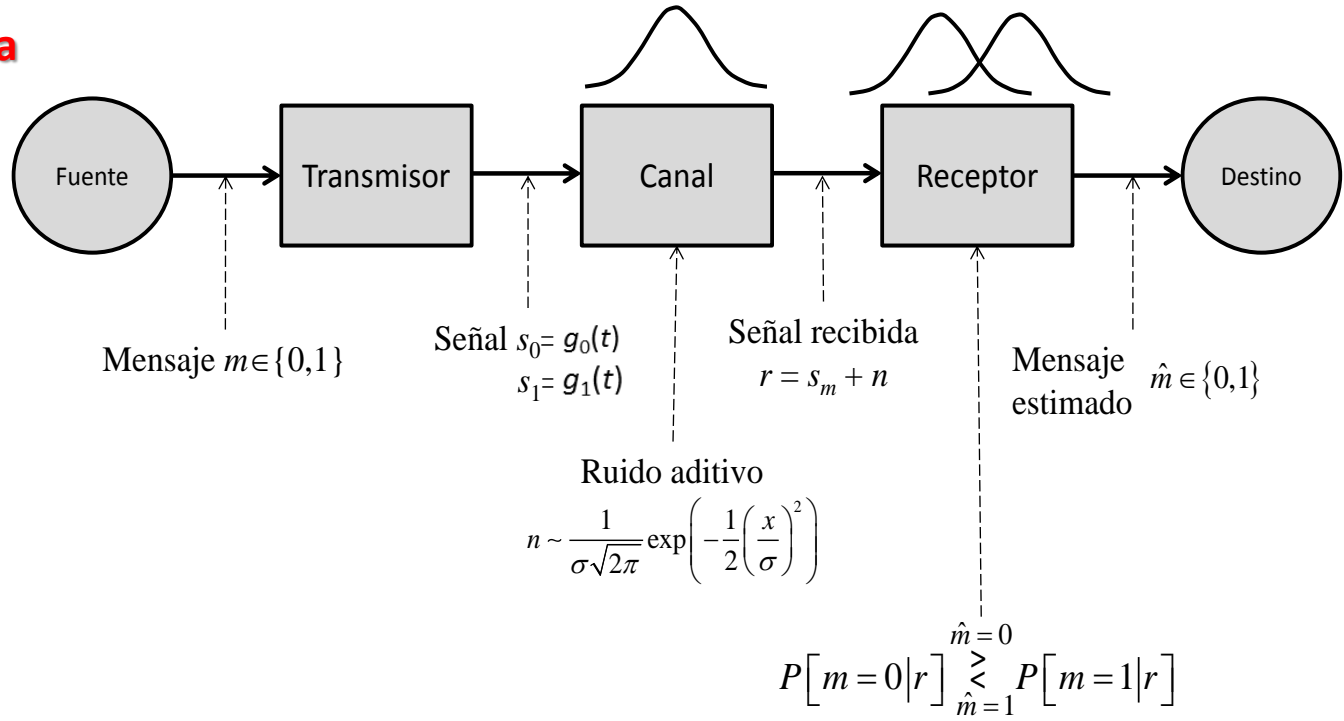 a
Fuente
Transmisor
Canal
Receptor
Destino
Mensaje m∈{0,1}
Señal s₀= g₀(t)
s₁= g₁(t)
Señal recibida
r = sₘ + n
Mensaje
estimado m̂ ∈ {0,1}
Ruido aditivo
n ~ 1/(σ√(2π)) exp(−1/2 (x/σ)²)
m̂ = 0
P[m = 0|r] >< P[m = 1|r]
m̂ = 1